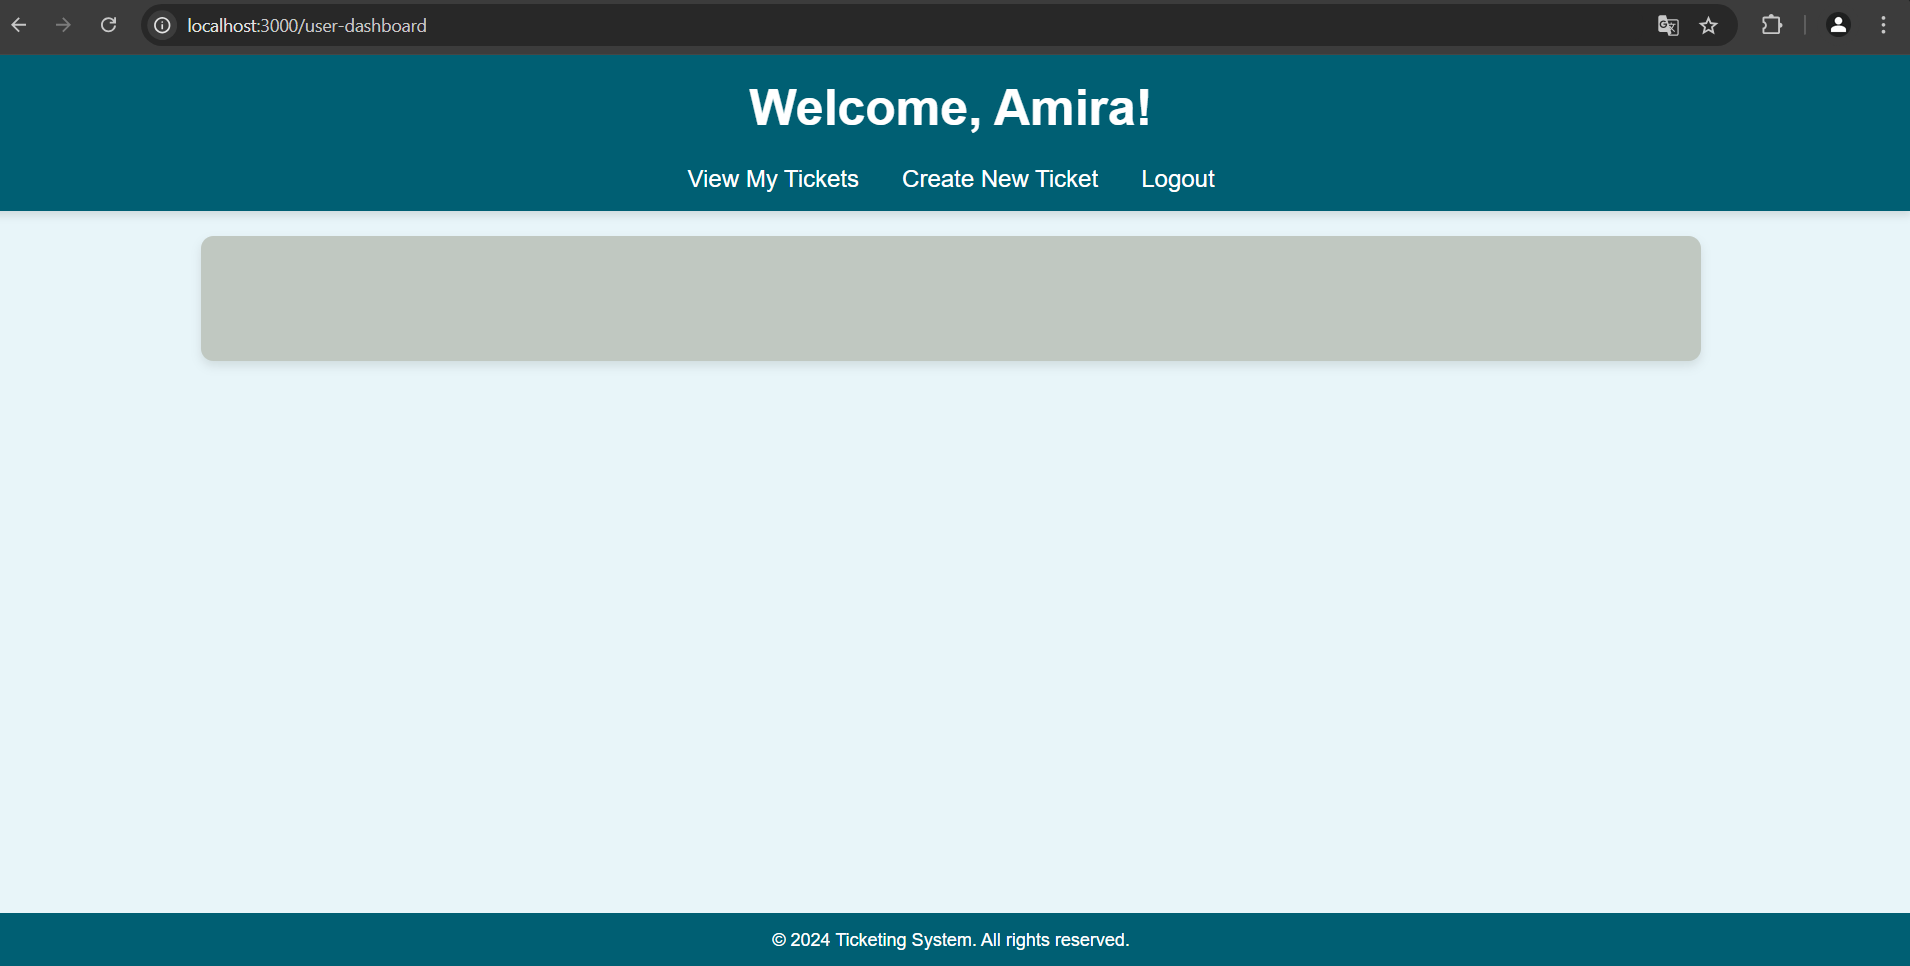 localhost:3000/user-dashboard
Welcome, Amira!
View My Tickets Create New Ticket Logout
© 2024 Ticketing System. All rights reserved.